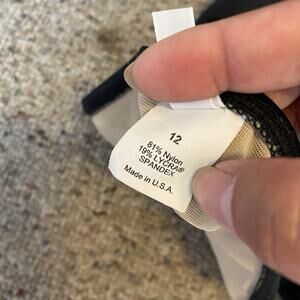 12
81% Nylon
19% LYCRA®
SPANDEX
Made in U.S.A.